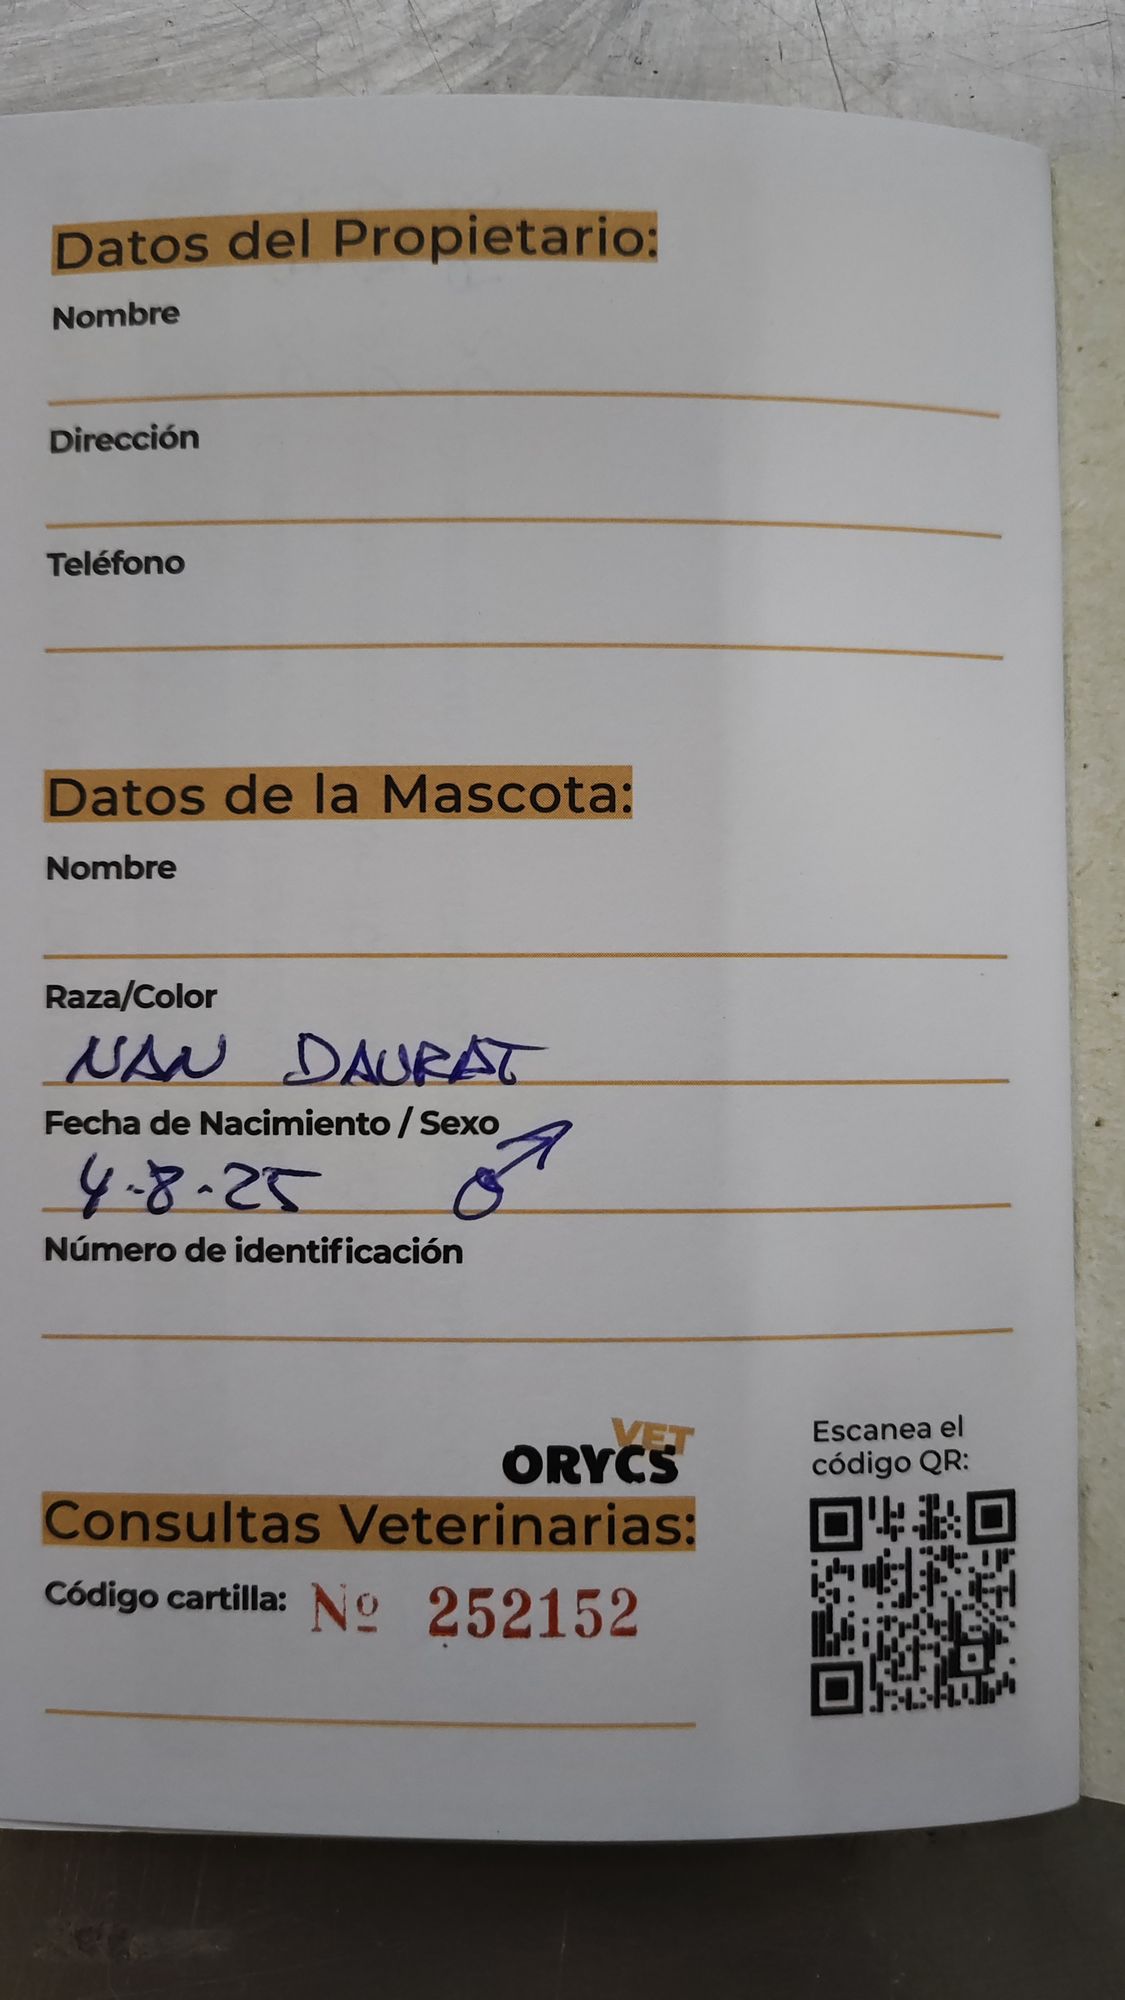 Datos del Propietario:
Nombre
Dirección
Teléfono
Datos de la Mascota:
Nombre
Raza/Color
NAN DAURAT
Fecha de Nacimiento / Sexo
4-8-25 ♂
Número de identificación
VET
ORYCS
Consultas Veterinarias:
Código cartilla: Nº 252152
Escanea el
código QR: